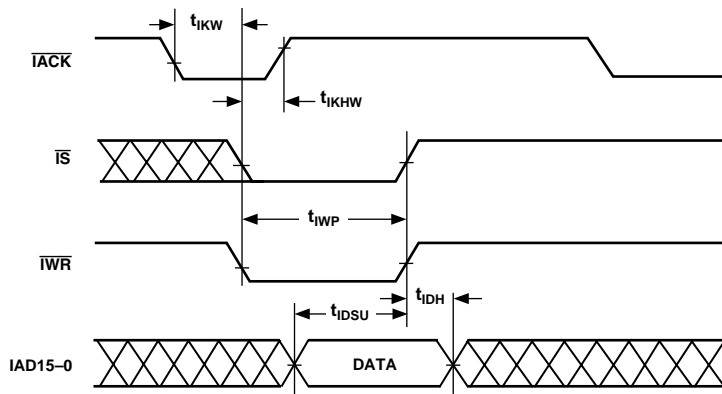 tIKW
IACK
tIKHW
IS
tIWP
IWR
tIDSU
tIDH
IAD15–0
DATA